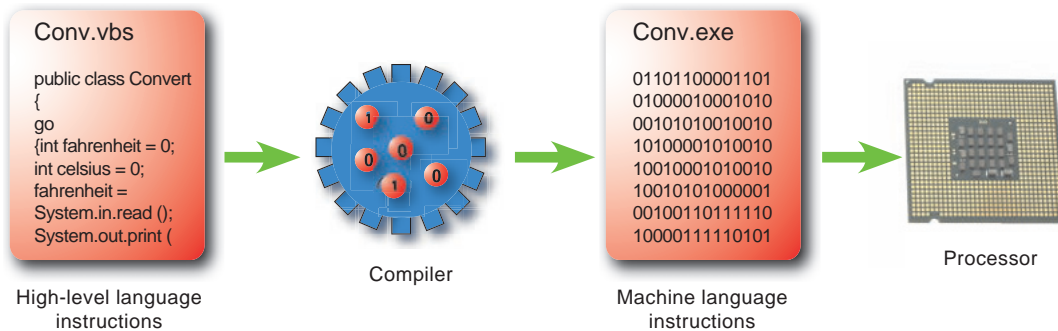 Conv.vbs
public class Convert
{
go
{int fahrenheit = 0;
int celsius = 0;
fahrenheit =
System.in.read ();
System.out.print (
High-level language
instructions
1
0
0
0
0
1
Compiler
Conv.exe
01101100001101
01000010001010
00101010010010
10100001010010
10010001010010
10010101000001
00100110111110
10000111110101
Machine language
instructions
Processor